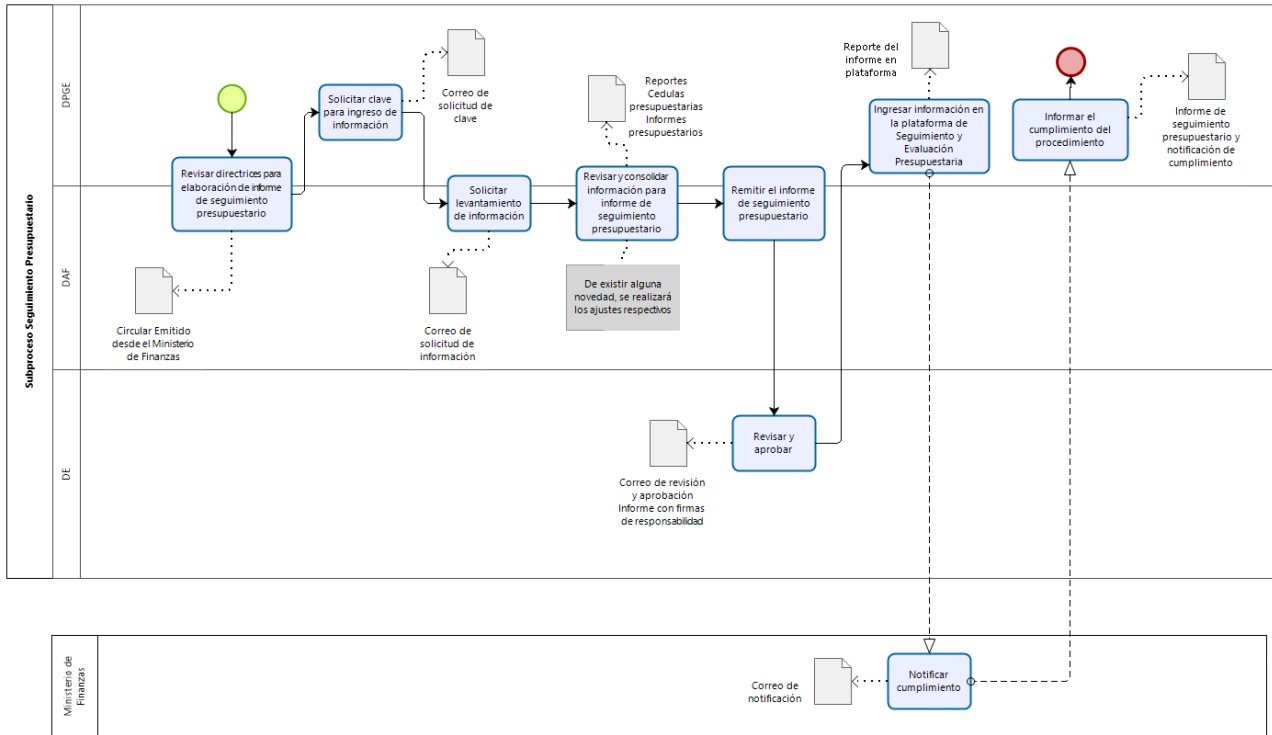 Subproceso Seguimiento Presupuestario
DPGE
Revisar directrices para
elaboración de informe
de seguimiento
presupuestario
Solicitar clave
para ingreso de
información
Correo de
solicitud de
clave
Reportes
Cedulas
presupuestarias
Informes
presupuestarios
Reporte del
informe en
plataforma
Ingresar información en
la plataforma de
Seguimiento y
Evaluación
Presupuestaria
Informar el
cumplimiento del
procedimiento
Informe de
seguimiento
presupuestario y
notificación de
cumplimiento
Solicitar
levantamiento
de información
Revisar y consolidar
información para
informe de
seguimiento
presupuestario
Remitir el informe
de seguimiento
presupuestario
DAF
Circular Emitido
desde el Ministerio
de Finanzas
Correo de
solicitud de
información
De existir alguna
novedad, se realizará
los ajustes respectivos
DE
Revisar y
aprobar
Correo de revisión
y aprobación
Informe con firmas
de responsabilidad
Ministerio de
Finanzas
Correo de
notificación
Notificar
cumplimiento